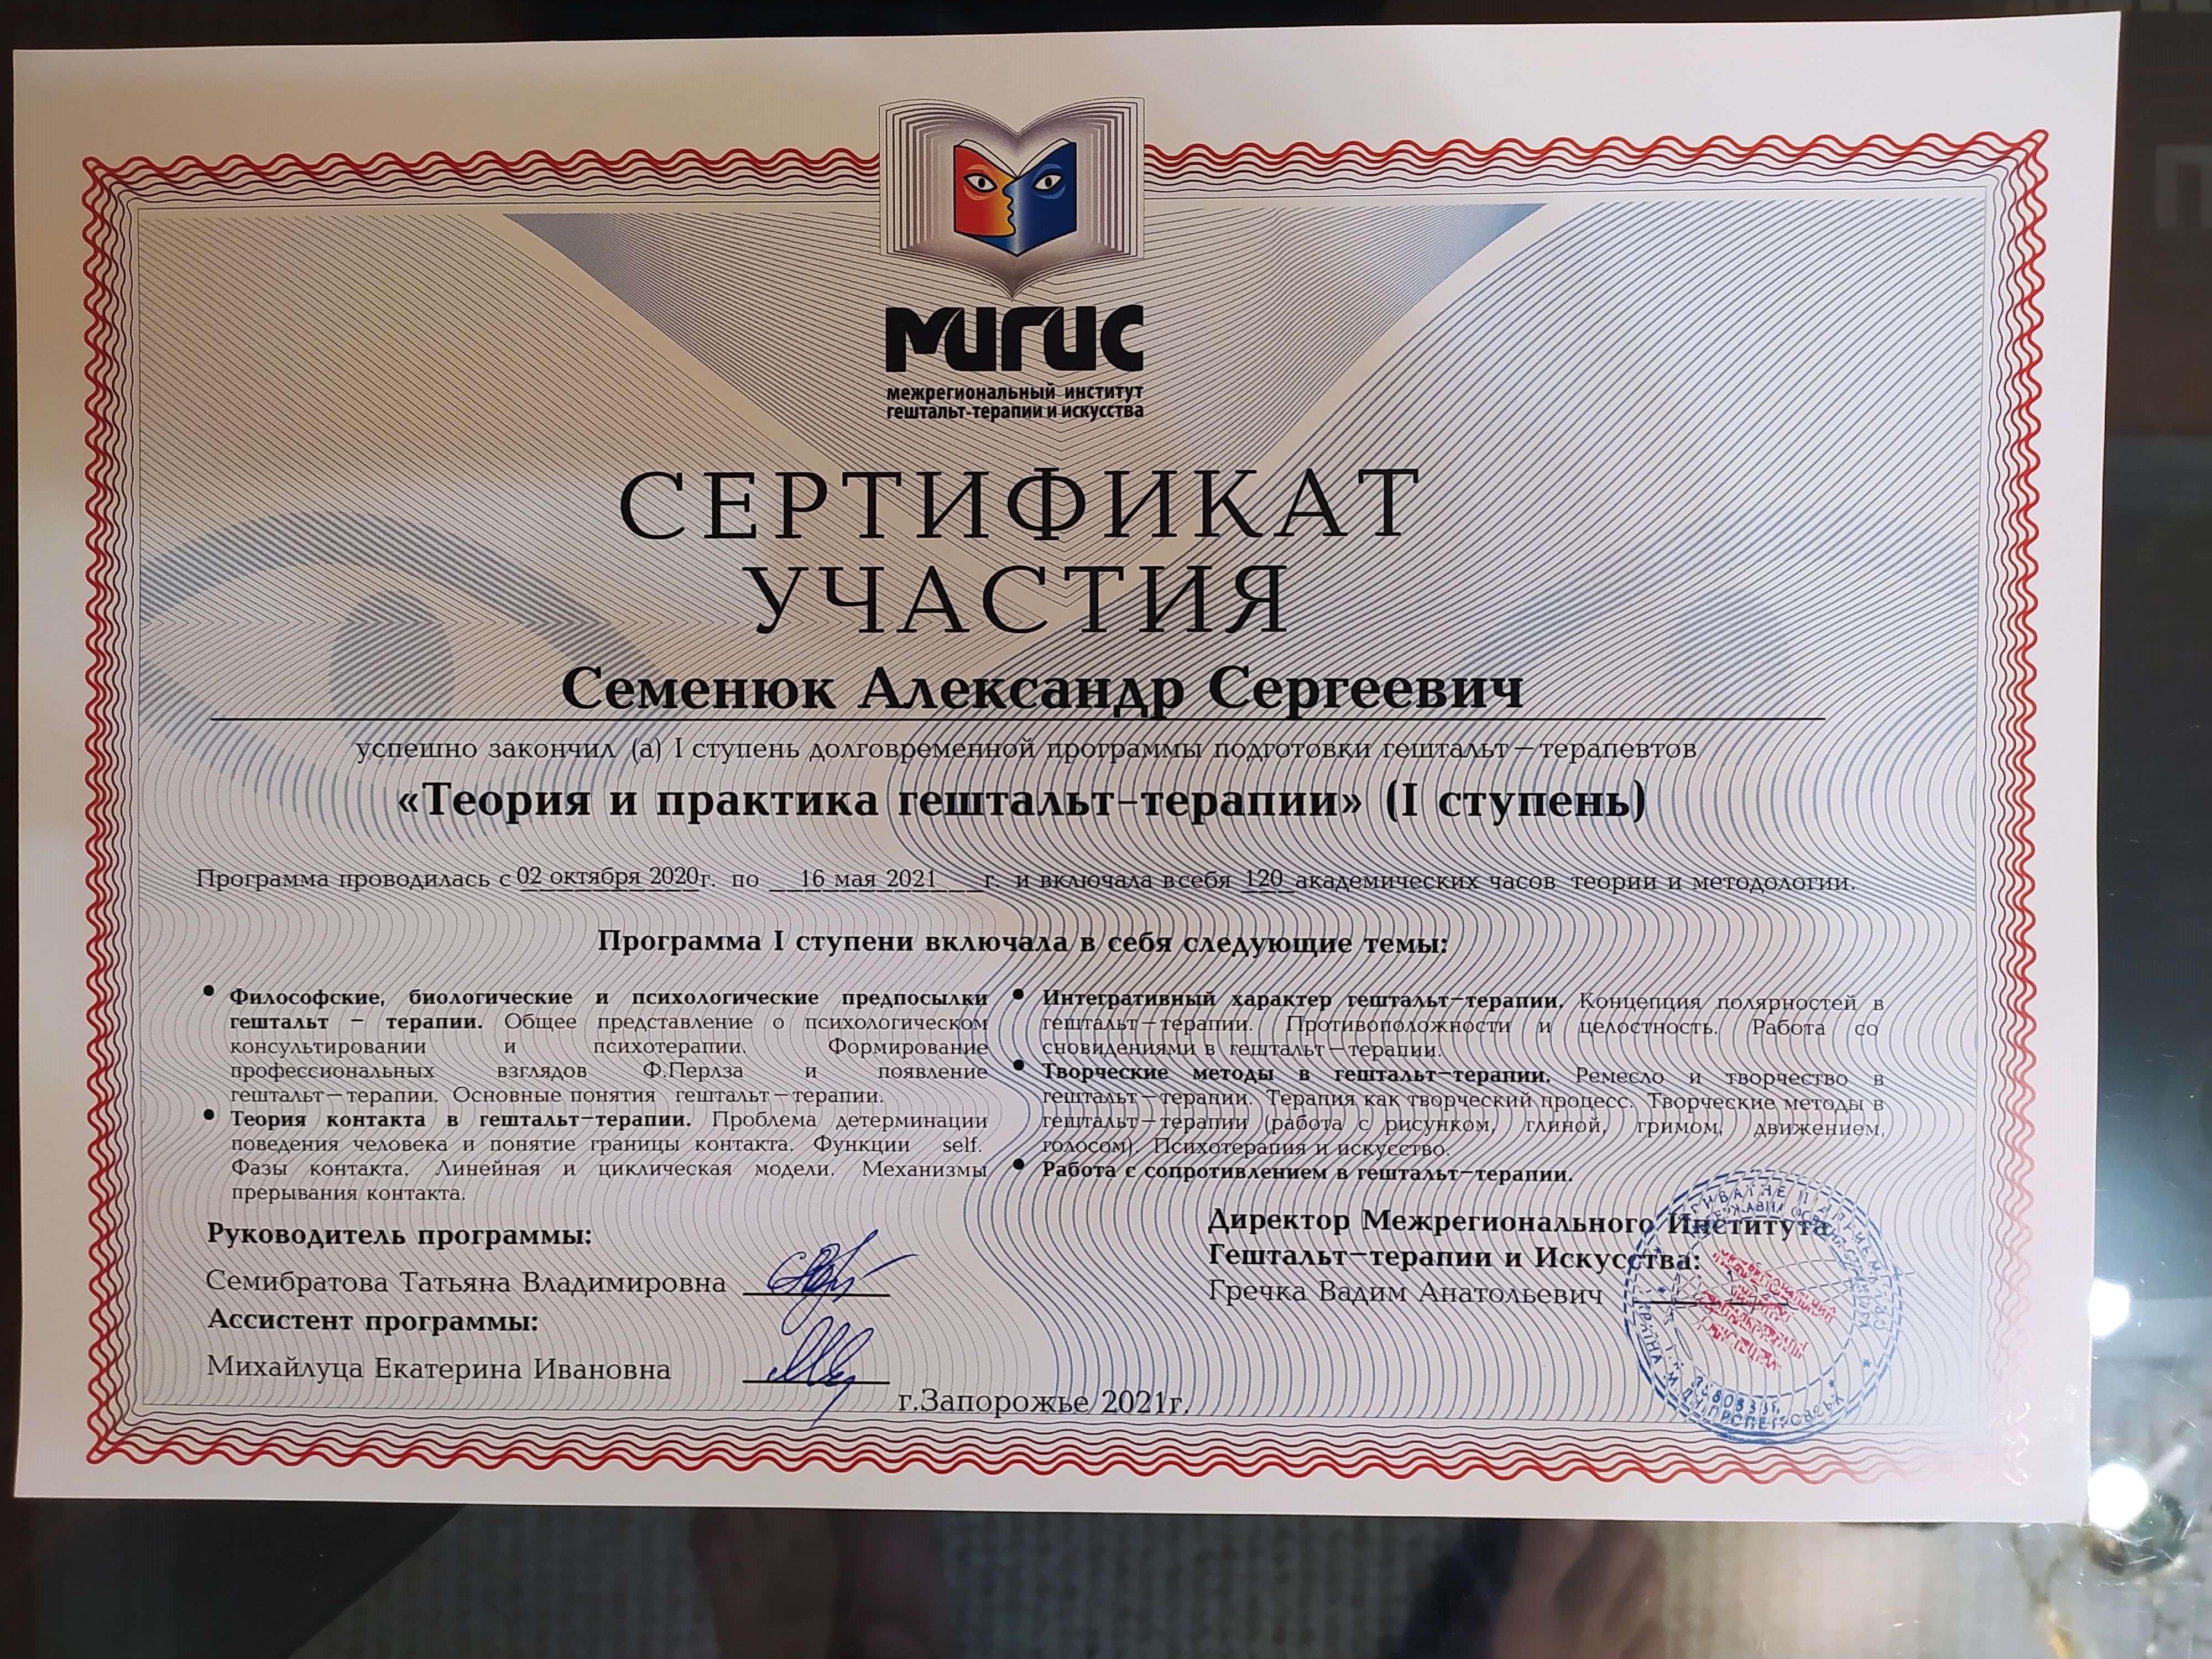 МИГИС
межрегиональный институт
гештальт-терапии и искусства
СЕРТИФИКАТ
УЧАСТИЯ
Семенюк Александр Сергеевич
успешно закончил (а) I ступень долговременной программы подготовки гештальт-терапевтов
«Теория и практика гештальт-терапии» (I ступень)
Программа проводилась с 02 октября 2020г. по 16 мая 2021 г. и включала всебя 120 академических часов теории и методологии.
Программа I ступени включала в себя следующие темы:
• Философские, биологические и психологические предпосылки
гештальт - терапии. Общее представление о психологическом
консультировании и психотерапии. Формирование
профессиональных взглядов Ф.Перлза и появление
гештальт-терапии. Основные понятия гештальт-терапии.
• Теория контакта в гештальт-терапии. Проблема детерминации
поведения человека и понятие границы контакта. Функции self.
Фазы контакта. Линейная и циклическая модели. Механизмы
прерывания контакта.
• Интегративный характер гештальт-терапии. Концепция полярностей в
гештальт-терапии. Противоположности и целостность. Работа со
сновидениями в гештальт-терапии.
• Творческие методы в гештальт-терапии. Ремесло и творчество в
гештальт-терапии. Терапия как творческий процесс. Творческие методы в
гештальт-терапии (работа с рисунком, глиной, гримом, движением,
голосом). Психотерапия и искусство.
• Работа с сопротивлением в гештальт-терапии.
Руководитель программы:
Семибратова Татьяна Владимировна
Ассистент программы:
Михайлуца Екатерина Ивановна
Директор Межрегионального Института
Гештальт-терапии и Искусства:
Гречка Вадим Анатольевич
г.Запорожье 2021г.